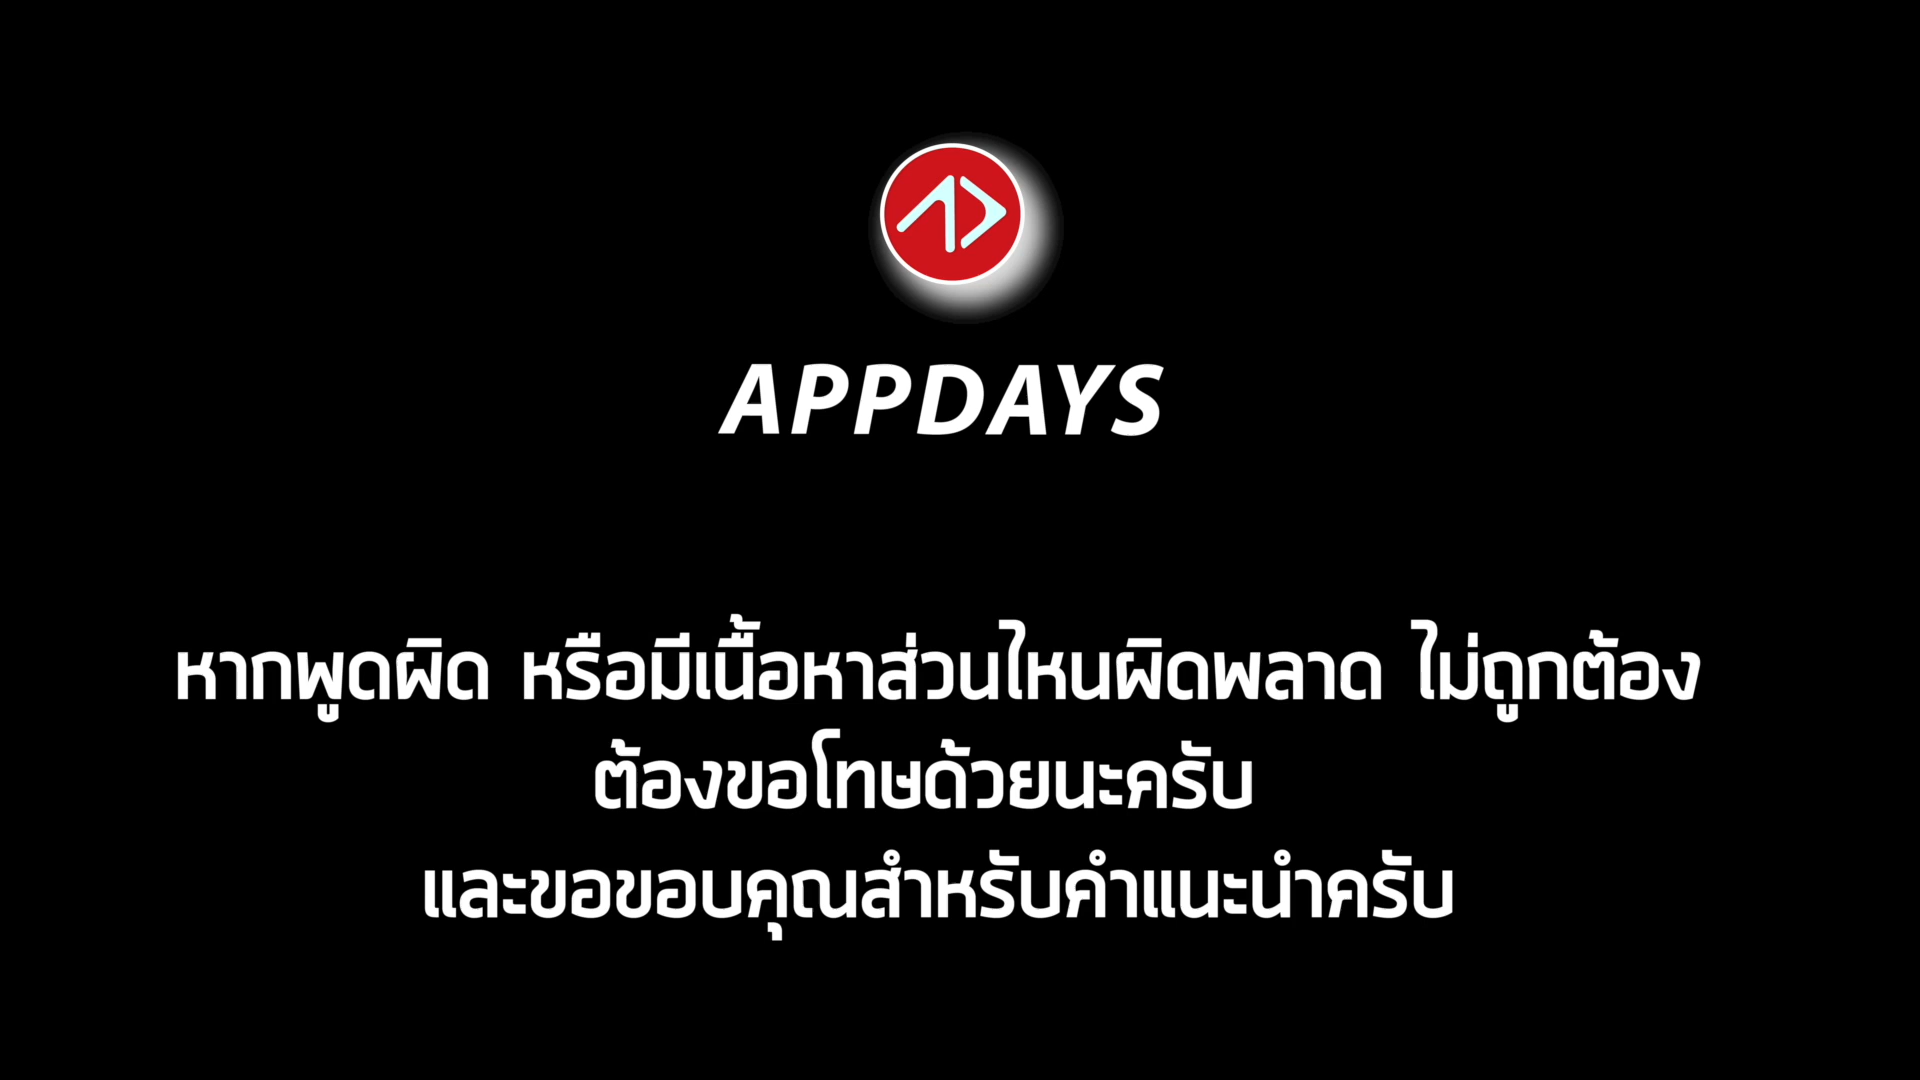 APPDAYS
หากพูดผิด หรือมีเนื้อหาส่วนไหนผิดพลาด ไม่ถูกต้อง
ต้องขอโทษด้วยนะครับ
และขอขอบคุณสำหรับคำแนะนำครับ